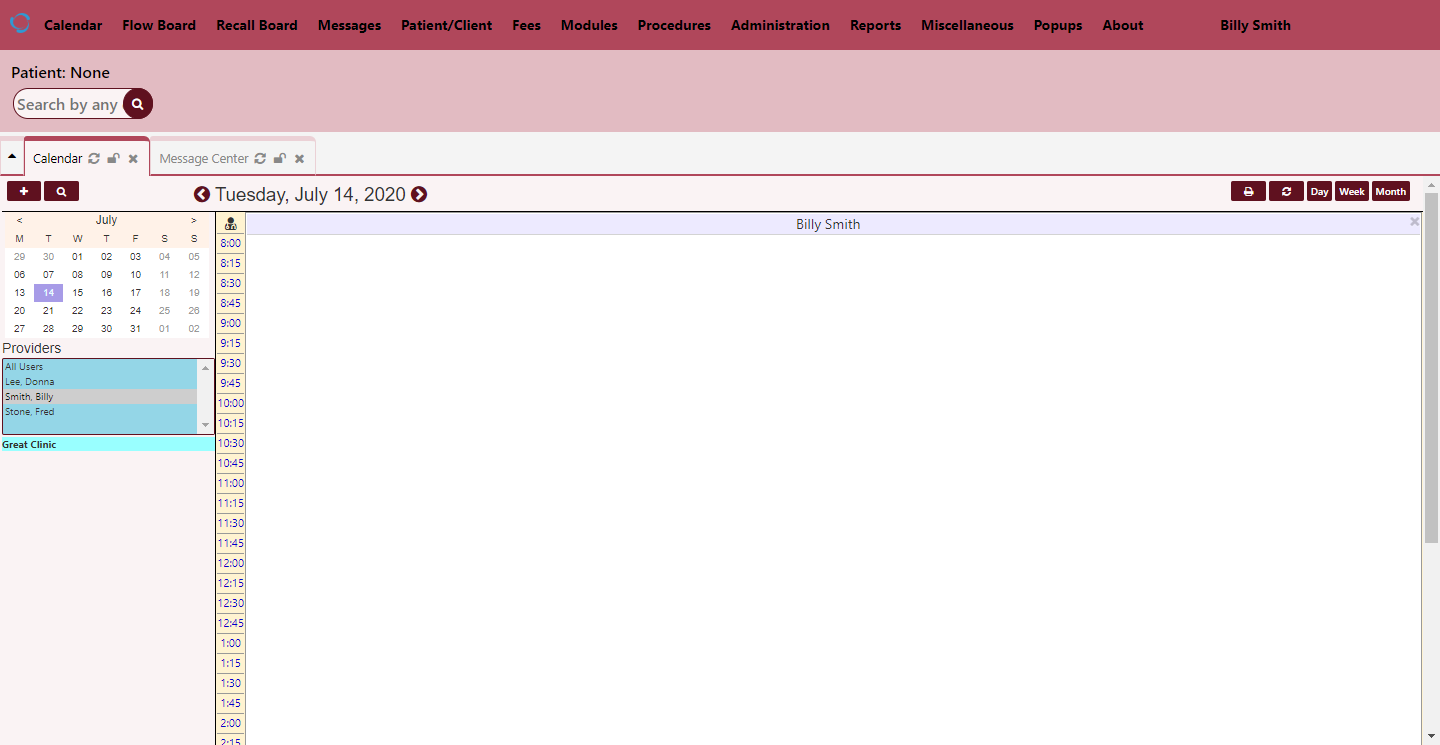 Calendar Flow Board Recall Board Messages Patient/Client Fees Modules Procedures Administration Reports Miscellaneous Popups About Billy Smith
Patient: None
Search by any
Calendar Message Center
Tuesday, July 14, 2020
Day Week Month
< July >
M T W T F S S
29 30 01 02 03 04 05
06 07 08 09 10 11 12
13 14 15 16 17 18 19
20 21 22 23 24 25 26
27 28 29 30 31 01 02
Providers
All Users
Lee, Donna
Smith, Billy
Stone, Fred
Great Clinic
Billy Smith
8:00
8:15
8:30
8:45
9:00
9:15
9:30
9:45
10:00
10:15
10:30
10:45
11:00
11:15
11:30
11:45
12:00
12:15
12:30
12:45
1:00
1:15
1:30
1:45
2:00
2:15